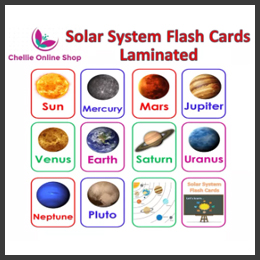 Solar System Flash Cards
Laminated
Chellie Online Shop
Sun
Mercury
Mars
Jupiter
Venus
Earth
Saturn
Uranus
Neptune
Pluto
Solar System
Flash Cards